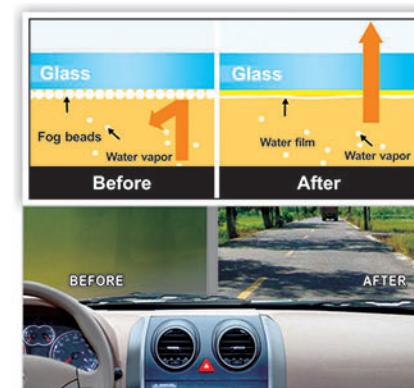 Glass
Glass
Fog beads
Water vapor
Water film
Water vapor
Before
After
BEFORE
AFTER